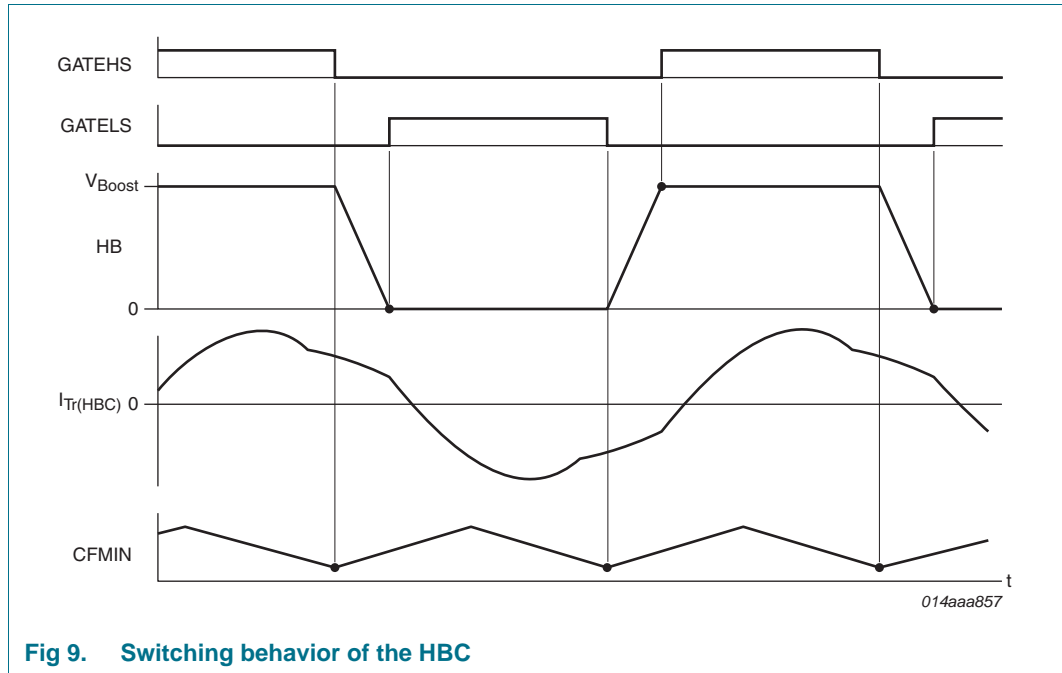 GATEHS
GATELS
VBoost
HB
0
ITr(HBC) 0
CFMIN
t
014aaa857
Fig 9. Switching behavior of the HBC